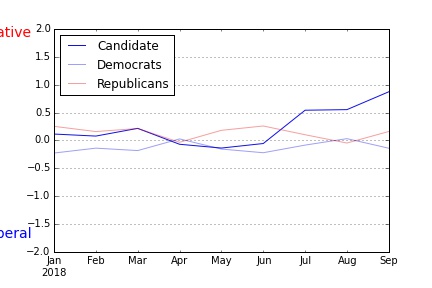 ative
2.0
1.5
1.0
0.5
0.0
−0.5
−1.0
−1.5
−2.0
beral
Candidate
Democrats
Republicans
Jan Feb Mar Apr May Jun Jul Aug Sep
2018